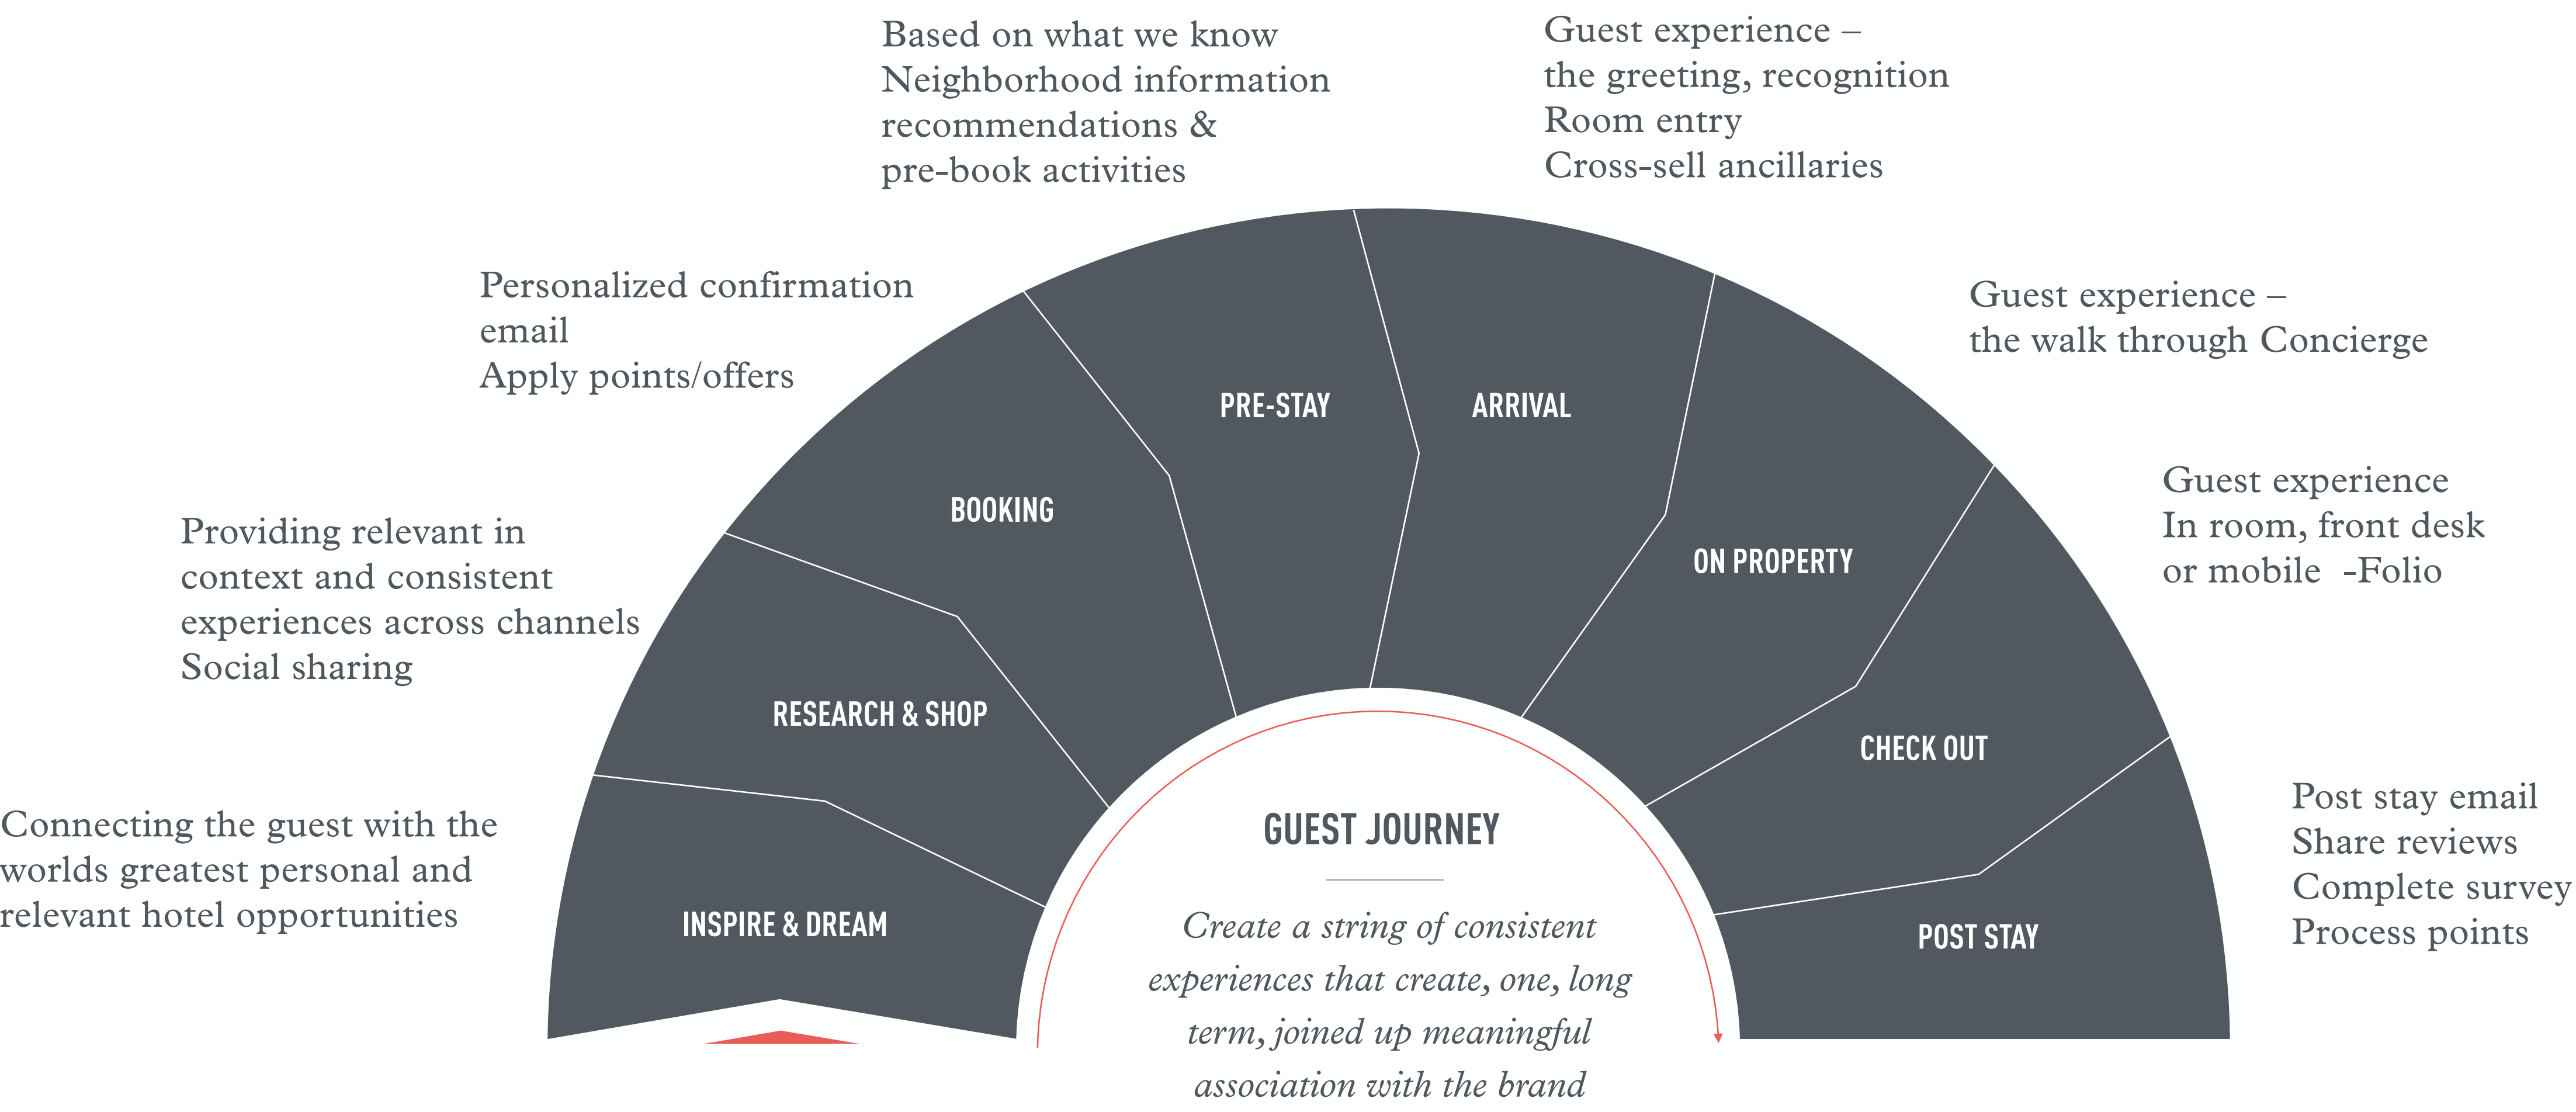 Based on what we know
Neighborhood information
recommendations &
pre-book activities
Guest experience –
the greeting, recognition
Room entry
Cross-sell ancillaries
Personalized confirmation
email
Apply points/offers
Guest experience –
the walk through Concierge
Providing relevant in
context and consistent
experiences across channels
Social sharing
Guest experience
In room, front desk
or mobile  -Folio
Connecting the guest with the
worlds greatest personal and
relevant hotel opportunities
Post stay email
Share reviews
Complete survey
Process points
INSPIRE & DREAM
RESEARCH & SHOP
BOOKING
PRE-STAY
ARRIVAL
ON PROPERTY
CHECK OUT
POST STAY
GUEST JOURNEY
Create a string of consistent
experiences that create, one, long
term, joined up meaningful
association with the brand